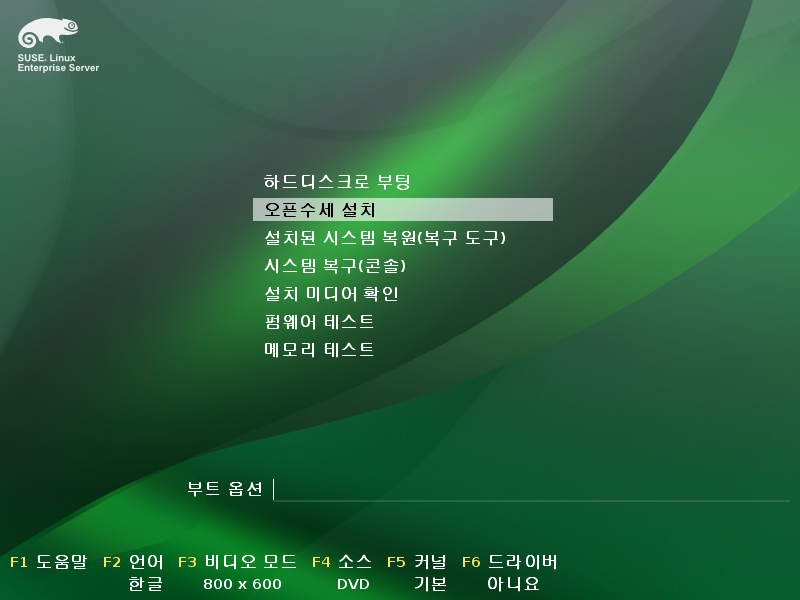 SUSE. Linux
Enterprise Server
하드디스크로 부팅
오픈수세 설치
설치된 시스템 복원(복구 도구)
시스템 복구(콘솔)
설치 미디어 확인
펌웨어 테스트
메모리 테스트
부트 옵션
F1 도움말 F2 언어 F3 비디오 모드 F4 소스 F5 커널 F6 드라이버
한글 800 x 600 DVD 기본 아니요